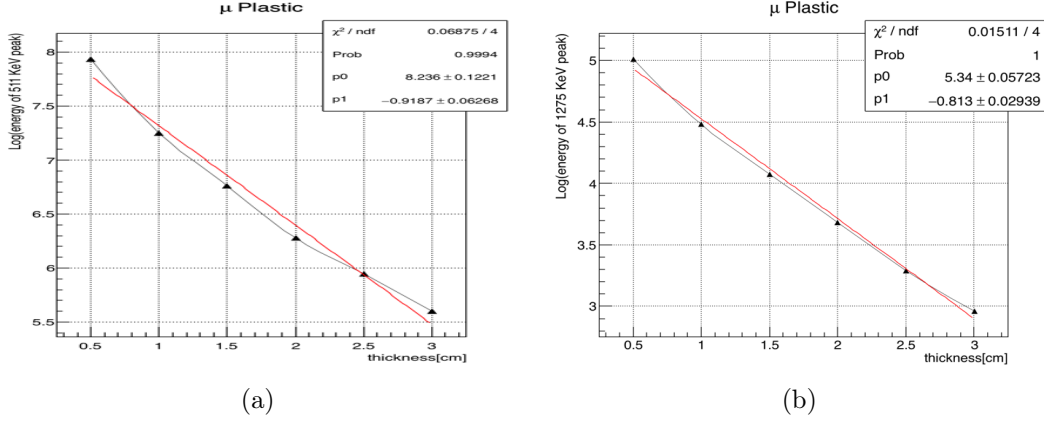 μ Plastic
χ² / ndf 0.06875 / 4
Prob 0.9994
p0 8.236 ± 0.1221
p1 −0.9187 ± 0.06268
Log(energy of 511 KeV peak)
8
7.5
7
6.5
6
5.5
0.5 1 1.5 2 2.5 3
thickness[cm]
(a)
μ Plastic
χ² / ndf 0.01511 / 4
Prob 1
p0 5.34 ± 0.05723
p1 −0.813 ± 0.02939
Log(energy of 1275 KeV peak)
5
4.5
4
3.5
3
0.5 1 1.5 2 2.5 3
thickness[cm]
(b)